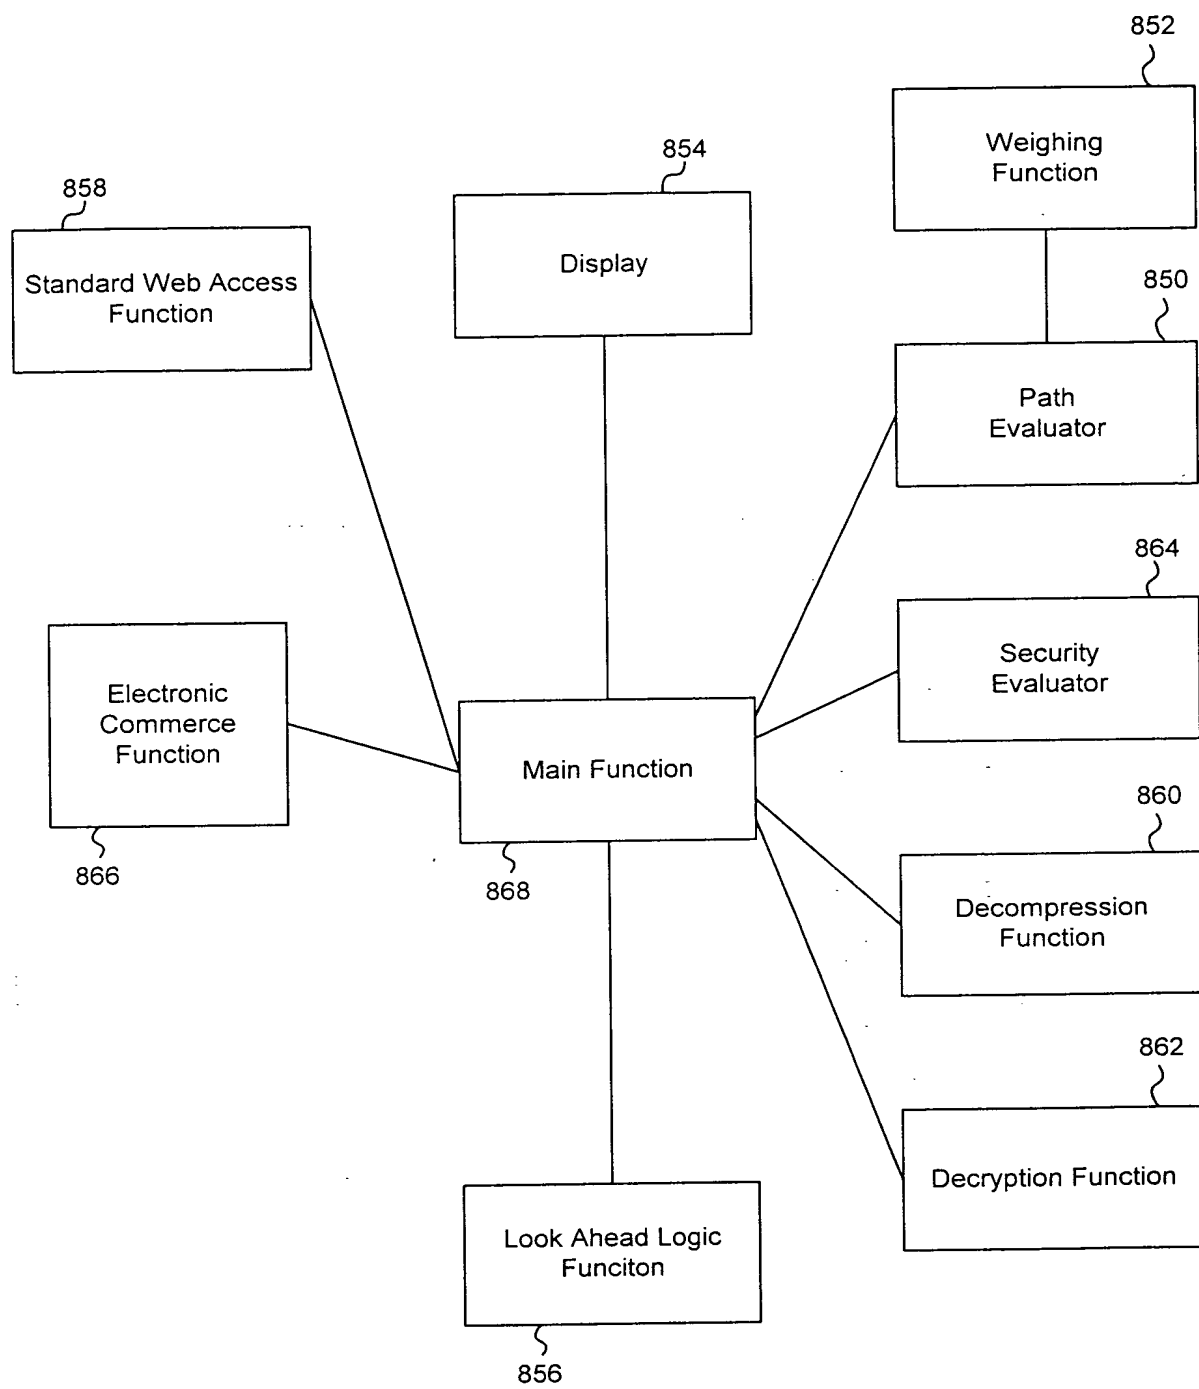 852
Weighing
Function
854
858
Display
Standard Web Access
Function
850
Path
Evaluator
864
Security
Evaluator
Electronic
Commerce
Function
866
Main Function
868
860
Decompression
Function
862
Decryption Function
Look Ahead Logic
Funciton
856